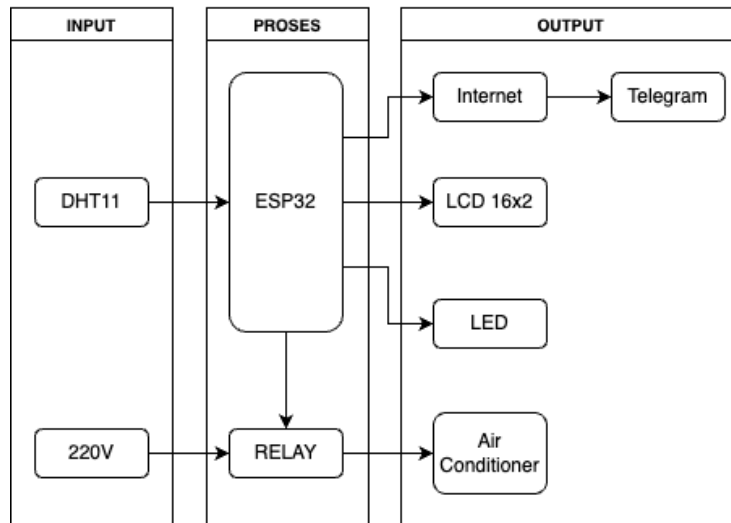 INPUT
PROSES
OUTPUT
Internet
Telegram
DHT11
ESP32
LCD 16x2
LED
220V
RELAY
Air
Conditioner